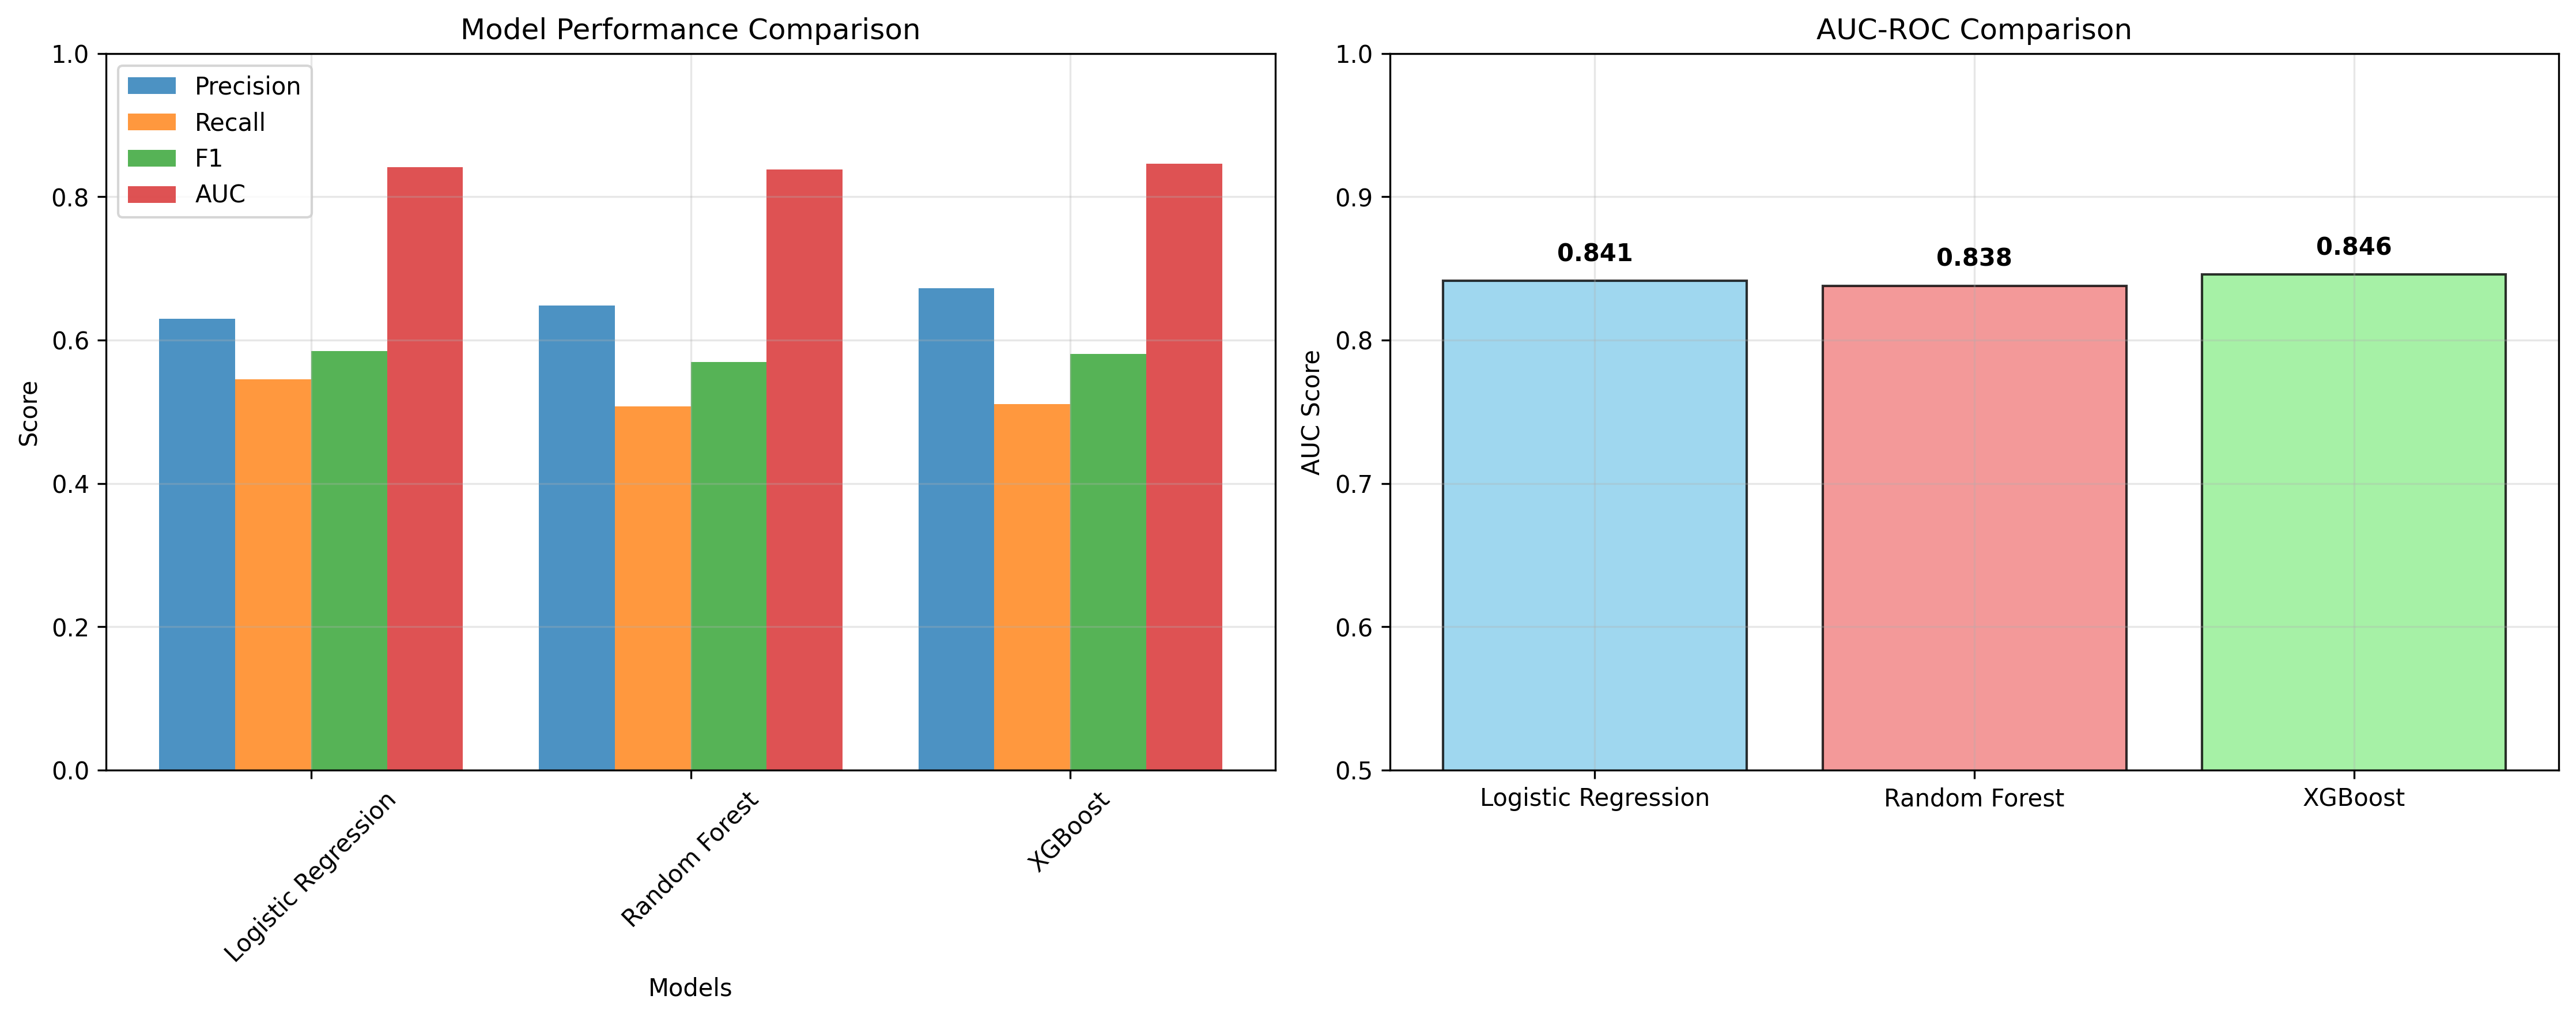 Model Performance Comparison
1.0
0.8
0.6
0.4
0.2
0.0
Score
Precision
Recall
F1
AUC
Logistic Regression
Random Forest
XGBoost
Models
AUC-ROC Comparison
1.0
0.9
0.8
0.7
0.6
0.5
AUC Score
0.841
0.838
0.846
Logistic Regression
Random Forest
XGBoost